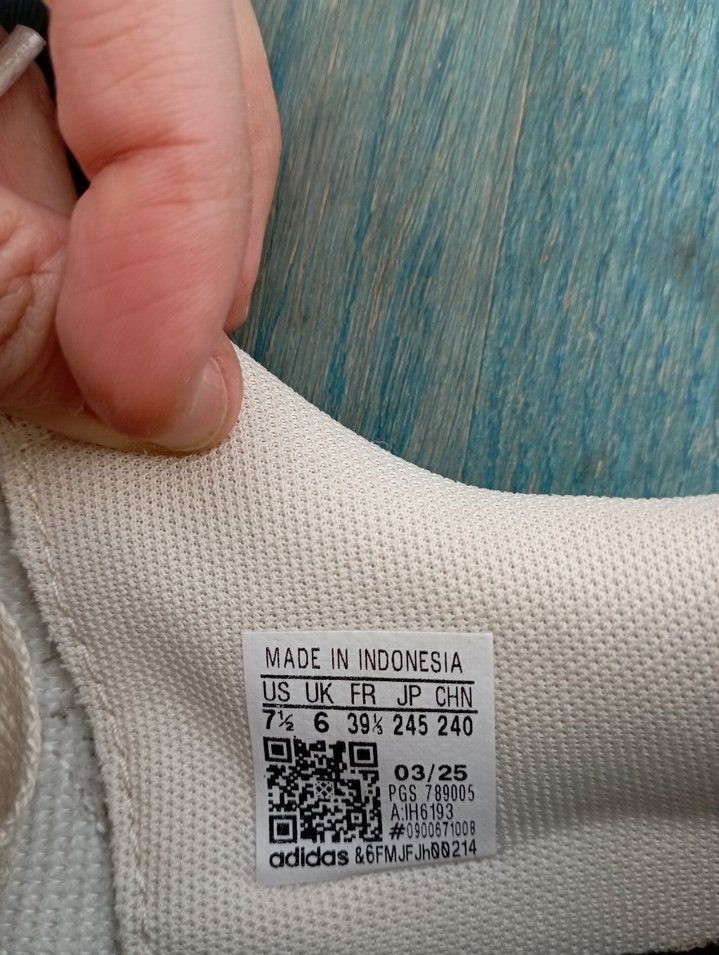 MADE IN INDONESIA
US UK FR JP CHN
7½ 6 39⅓ 245 240
03/25
PGS 789005
A:IH6193
#0900671008
adidas &6FMJFJh00214